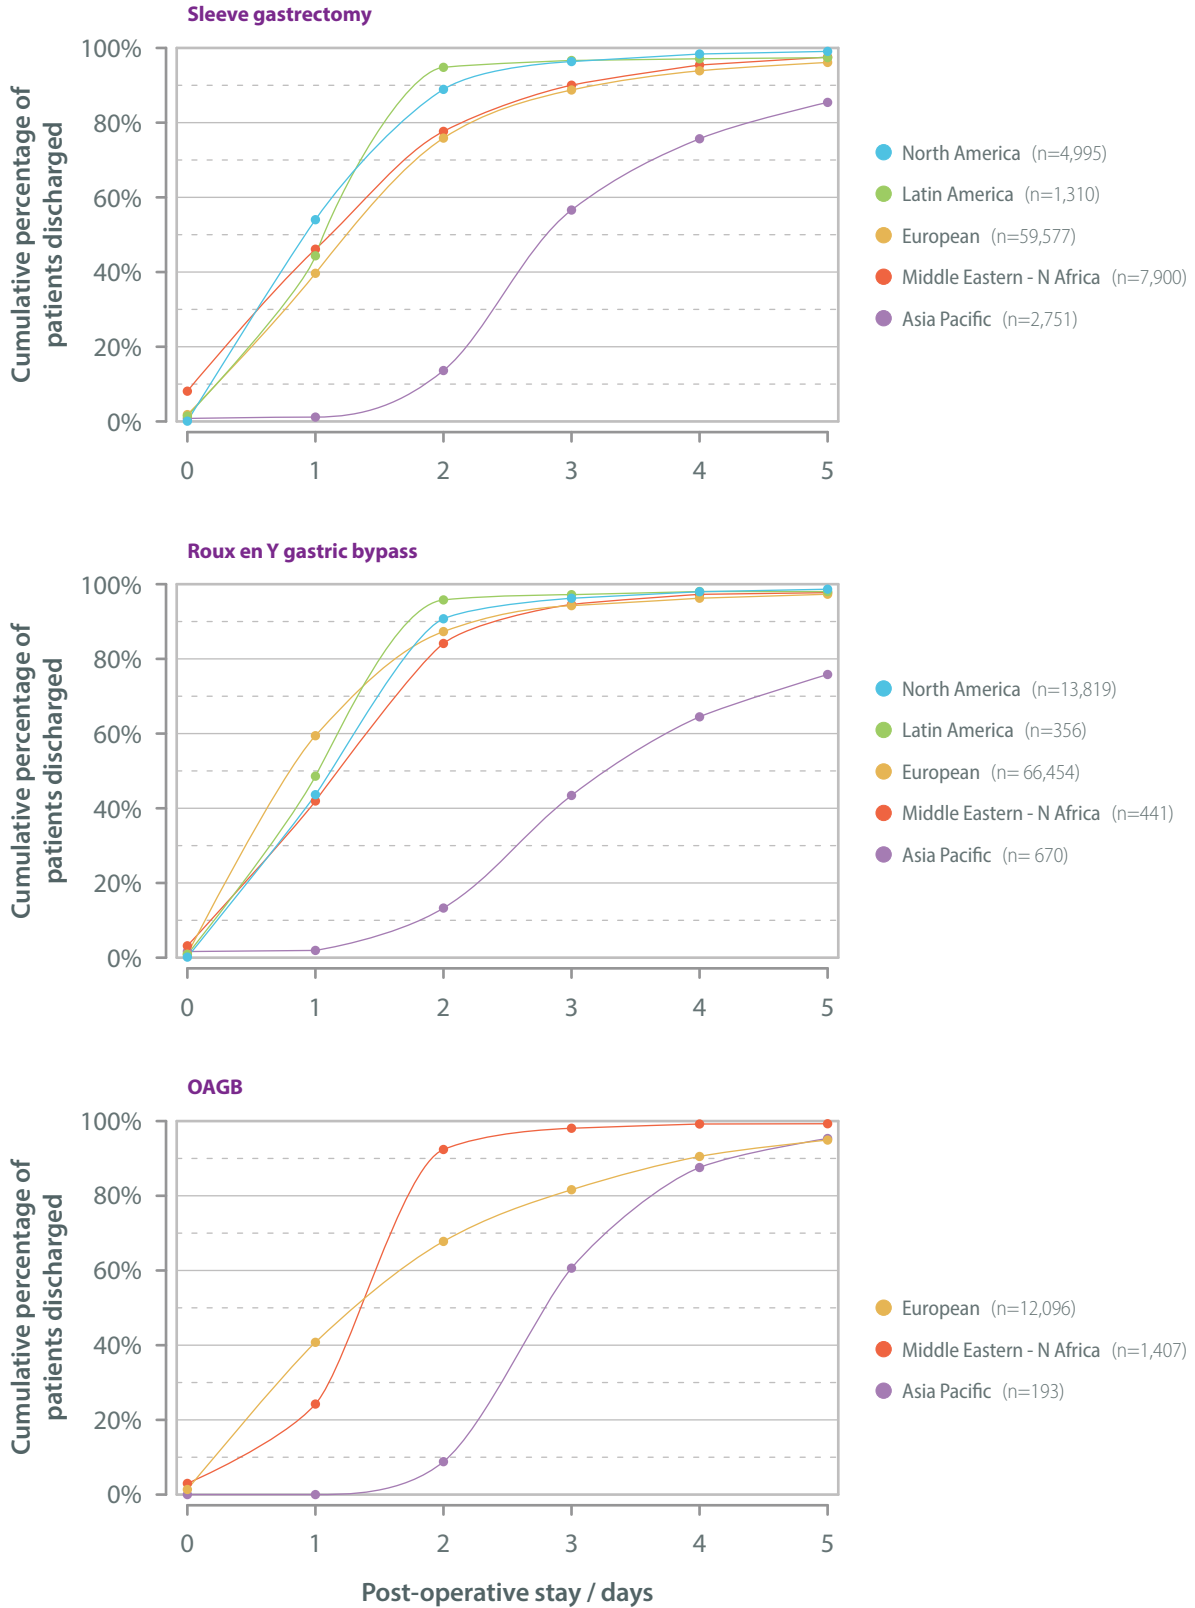 Sleeve gastrectomy
Cumulative percentage of
patients discharged
100%
80%
60%
40%
20%
0%
0 1 2 3 4 5
North America (n=4,995)
Latin America (n=1,310)
European (n=59,577)
Middle Eastern - N Africa (n=7,900)
Asia Pacific (n=2,751)
Roux en Y gastric bypass
Cumulative percentage of
patients discharged
100%
80%
60%
40%
20%
0%
0 1 2 3 4 5
North America (n=13,819)
Latin America (n=356)
European (n= 66,454)
Middle Eastern - N Africa (n=441)
Asia Pacific (n= 670)
OAGB
Cumulative percentage of
patients discharged
100%
80%
60%
40%
20%
0%
0 1 2 3 4 5
European (n=12,096)
Middle Eastern - N Africa (n=1,407)
Asia Pacific (n=193)
Post-operative stay / days